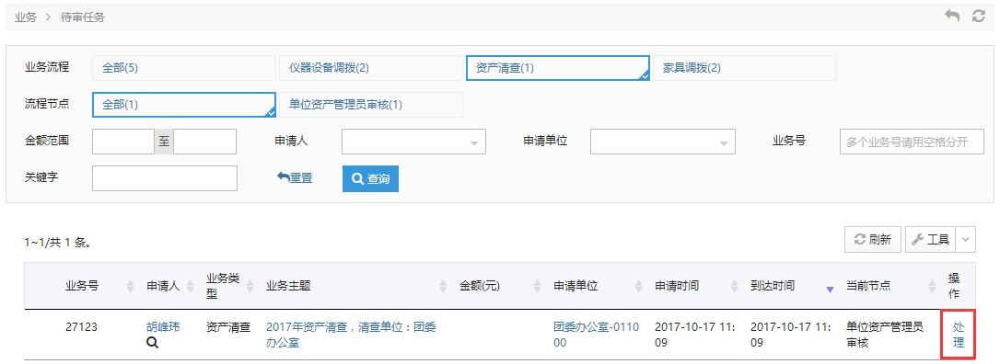 业务 > 待审任务
业务流程 全部(5) 仪器设备调拨(2) 资产清查(1) 家具调拨(2)
流程节点 全部(1) 单位资产管理员审核(1)
金额范围 至 申请人 申请单位 业务号 多个业务号请用空格分开
关键字 重置 查询
1~1/共 1 条。 刷新 工具
业务号 申请人 业务类型 业务主题 金额(元) 申请单位 申请时间 到达时间 当前节点 操作
27123 胡峰玮 资产清查 2017年资产清查，清查单位：团委 团委办公室-0110 2017-10-17 11: 2017-10-17 11: 单位资产管理员 处
办公室 00 09 09 审核 理